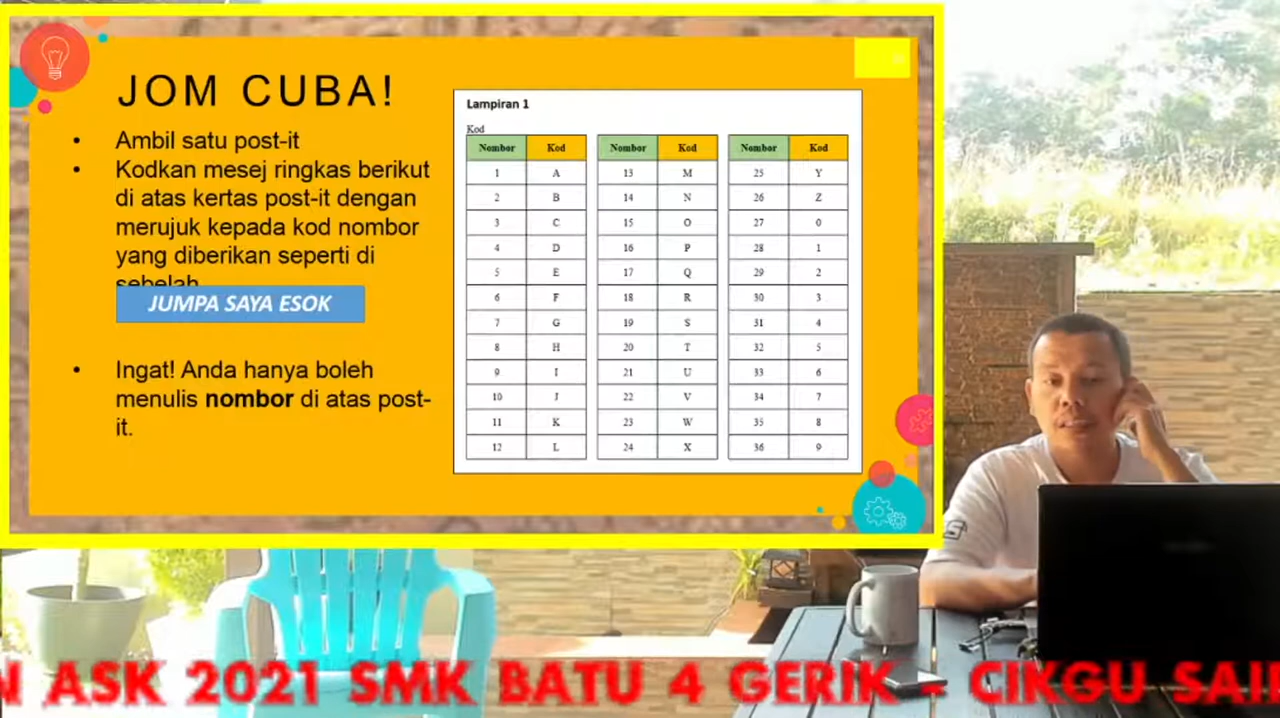 JOM CUBA!
• Ambil satu post-it
• Kodkan mesej ringkas berikut
di atas kertas post-it dengan
merujuk kepada kod nombor
yang diberikan seperti di
sebelah
JUMPA SAYA ESOK
• Ingat! Anda hanya boleh
menulis nombor di atas post-
it.
Lampiran 1
Kod
Nombor Kod Nombor Kod Nombor Kod
1 A 13 M 25 Y
2 B 14 N 26 Z
3 C 15 O 27 0
4 D 16 P 28 1
5 E 17 Q 29 2
6 F 18 R 30 3
7 G 19 S 31 4
8 H 20 T 32 5
9 I 21 U 33 6
10 J 22 V 34 7
11 K 23 W 35 8
12 L 24 X 36 9
N ASK 2021 SMK BATU 4 GERIK - CIKGU SAI